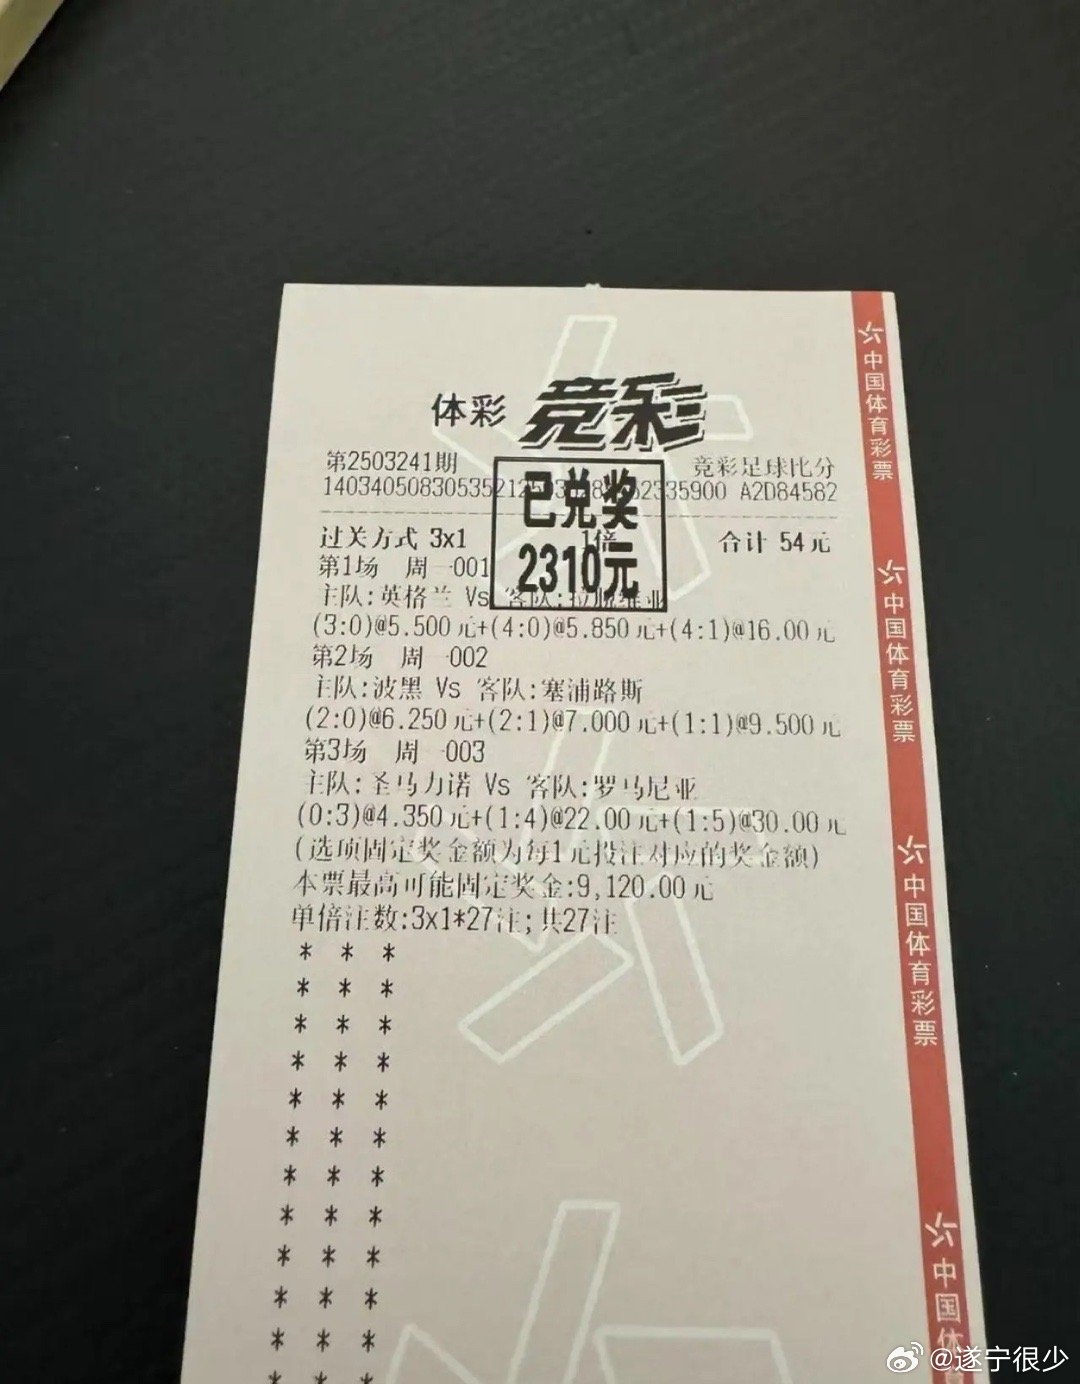 体彩 竞彩
第2503241期 竞彩足球比分
A2D84582
已兑奖
2310元
过关方式 3x1 1倍 合计 54元
第1场 周一001
主队:英格兰 Vs 客队:拉脱维亚
(3:0)@5.500元+(4:0)@5.850元+(4:1)@16.00元
第2场 周一002
主队:波黑 Vs 客队:塞浦路斯
(2:0)@6.250元+(2:1)@7.000元+(1:1)@9.500元
第3场 周一003
主队:圣马力诺 Vs 客队:罗马尼亚
(0:3)@4.350元+(1:4)@22.00元+(1:5)@30.00元
(选项固定奖金额为每1元投注对应的奖金额)
本票最高可能固定奖金:9,120.00元
单倍注数:3x1*27注;共27注
* * *
* * *
* * *
* * *
* * *
* * *
* * *
* * *
* * *
* * *
* * *
* * *
中国体育彩票
中国体育彩票
中国体育彩票
中国体育
@遂宁很少